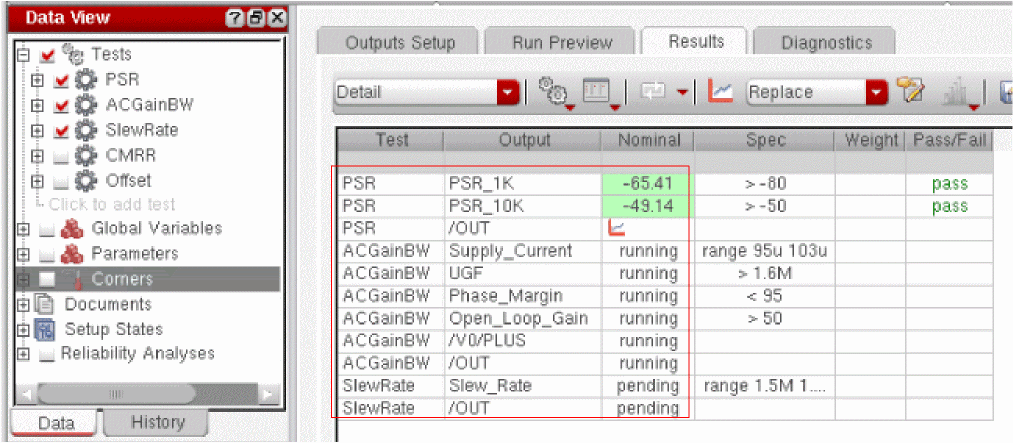 Data View
Tests
PSR
ACGainBW
SlewRate
CMRR
Offset
Click to add test
Global Variables
Parameters
Corners
Documents
Setup States
Reliability Analyses
Data History
Outputs Setup Run Preview Results Diagnostics
Detail Replace
Test Output Nominal Spec Weight Pass/Fail
PSR PSR_1K -65.41 > -80 pass
PSR PSR_10K -49.14 > -50 pass
PSR /OUT
ACGainBW Supply_Current running range 95u 103u
ACGainBW UGF running > 1.6M
ACGainBW Phase_Margin running < 95
ACGainBW Open_Loop_Gain running > 50
ACGainBW /V0/PLUS running
ACGainBW /OUT running
SlewRate Slew_Rate pending range 1.5M 1....
SlewRate /OUT pending